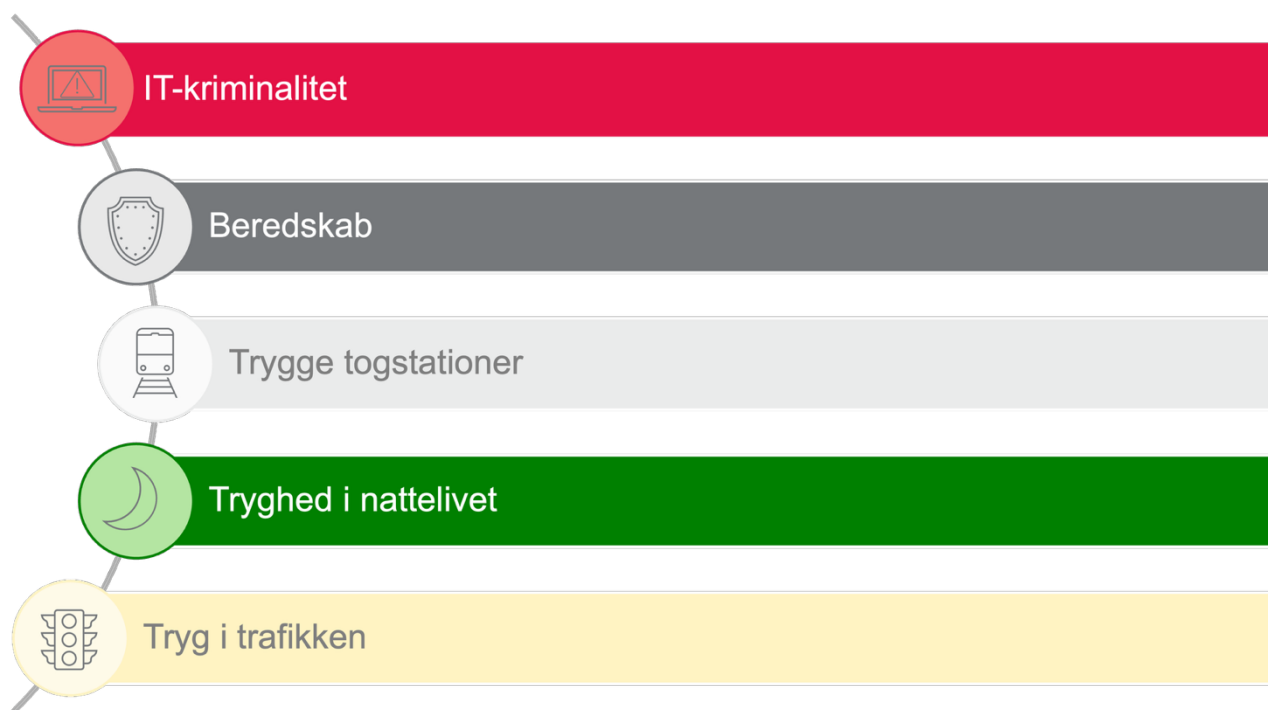 IT-kriminalitet
Beredskab
Trygge togstationer
Tryghed i nattelivet
Tryg i trafikken